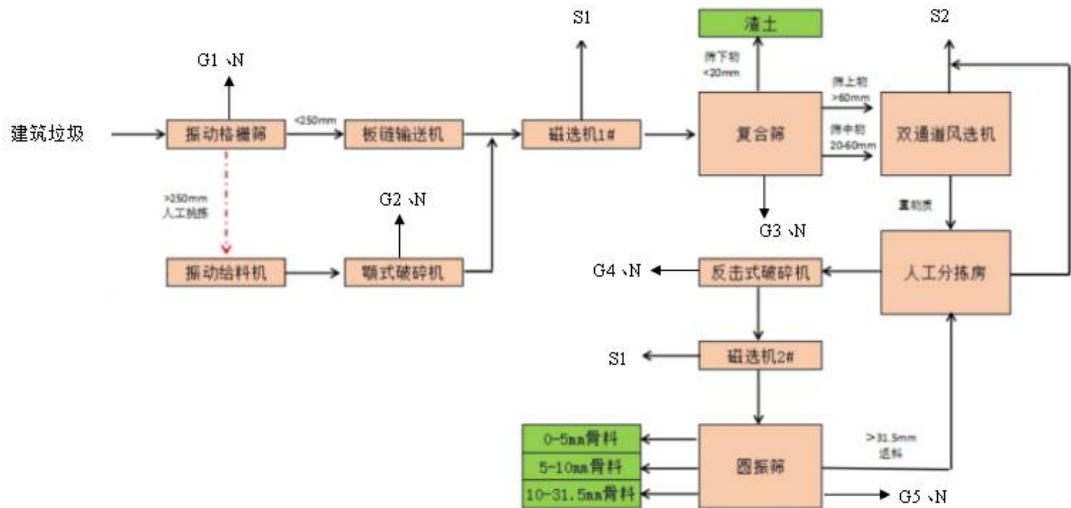 S1
渣土
S2
G1、N
筛下物
<20mm
筛上物
>60mm
建筑垃圾
振动格栅筛
<250mm
板链输送机
磁选机1#
复合筛
筛中物
20-60mm
双通道风选机
>250mm
人工挑拣
G2、N
重物质
G3、N
振动给料机
颚式破碎机
G4、N
反击式破碎机
人工分拣房
S1
磁选机2#
0-5mm骨料
5-10mm骨料
10-31.5mm骨料
圆振筛
>31.5mm
返料
G5、N